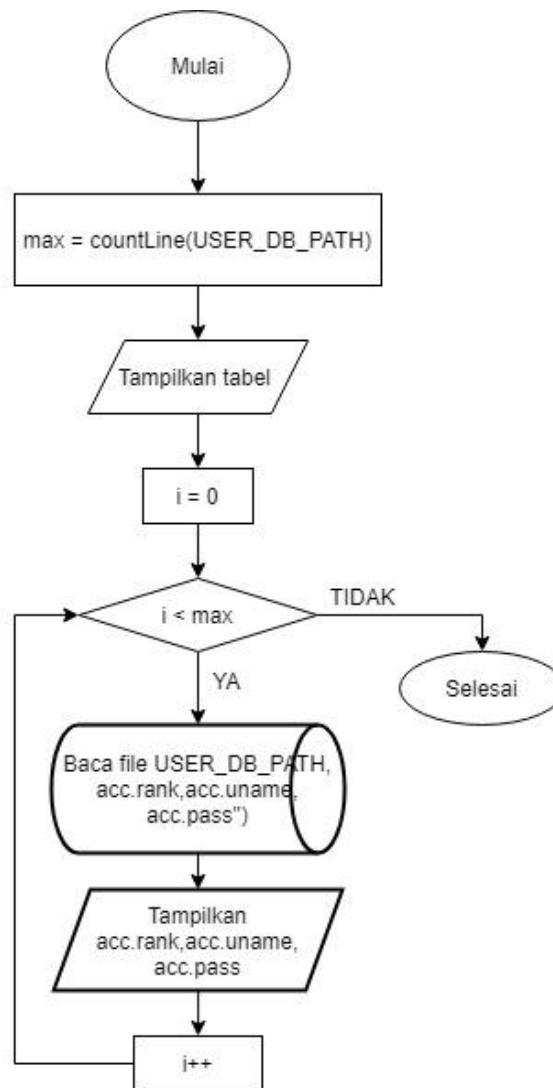 Mulai
max = countLine(USER_DB_PATH)
Tampilkan tabel
i = 0
i < max
TIDAK
YA
Selesai
Baca file USER_DB_PATH,
acc.rank,acc.uname,
acc.pass")
Tampilkan
acc.rank,acc.uname,
acc.pass
i++